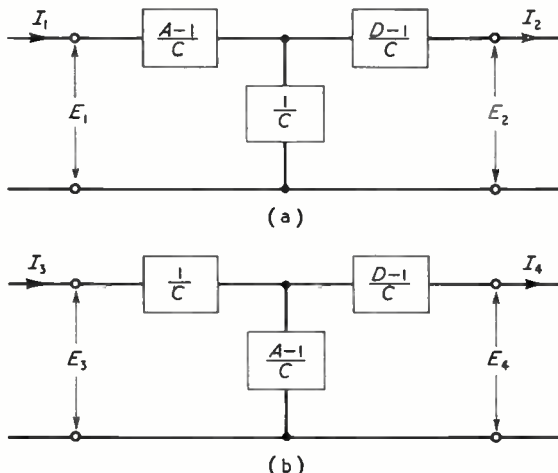 I₁ A−1/C D−1/C I₂
E₁ 1/C E₂
(a)
I₃ 1/C D−1/C I₄
E₃ A−1/C E₄
(b)